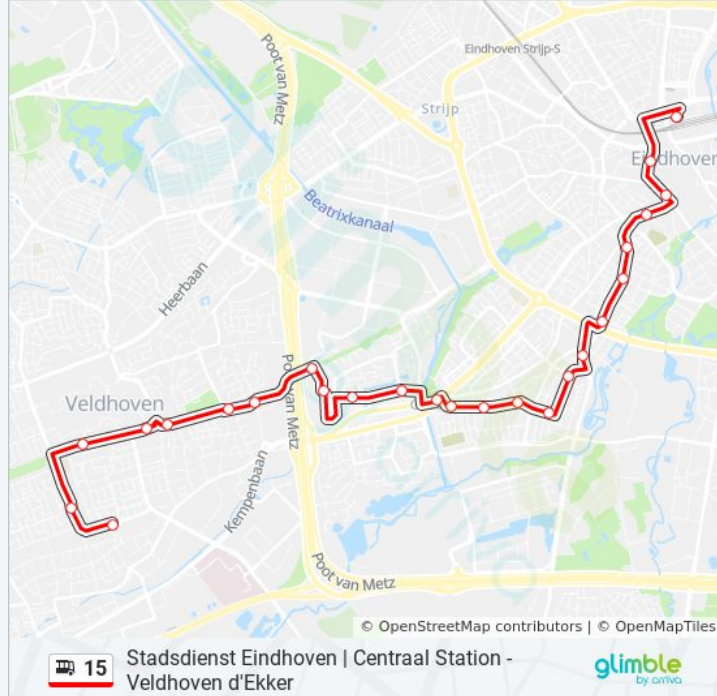 Eindhoven Strijp-S
Poot van Metz
Strijp
Eindhoven
Beatrixkanaal
Heerbaan
Poot van Metz
Veldhoven
Kempenbaan
Poot van Metz
© OpenStreetMap contributors | © OpenMapTiles
15
Stadsdienst Eindhoven | Centraal Station -
Veldhoven d'Ekker
glimble
by arriva